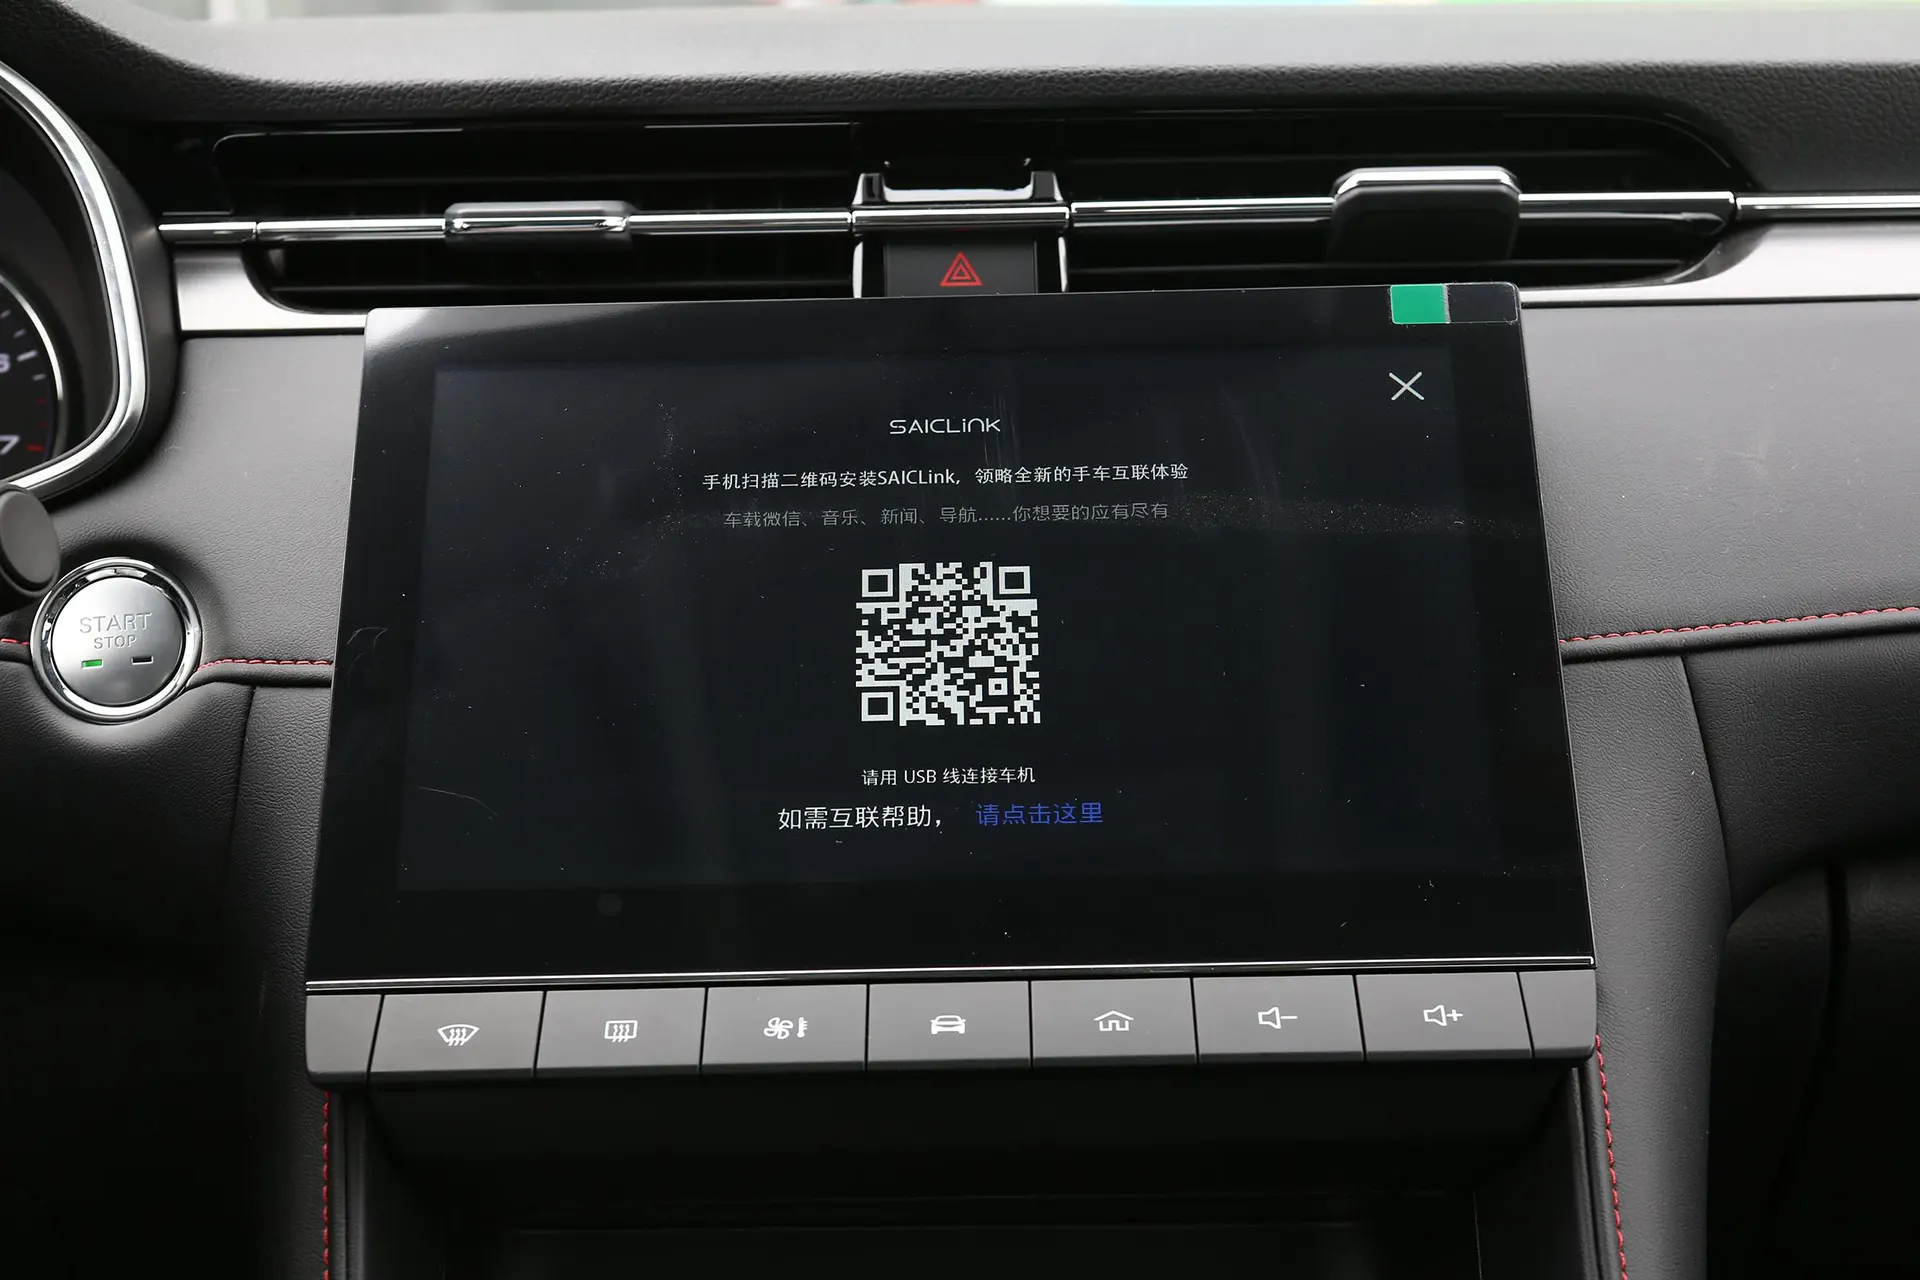 SAICLINK
手机扫描二维码安装SAICLink，领略全新的手车互联体验
车载微信、音乐、新闻、导航......你想要的应有尽有
请用 USB 线连接车机
如需互联帮助， 请点击这里
START
STOP
7